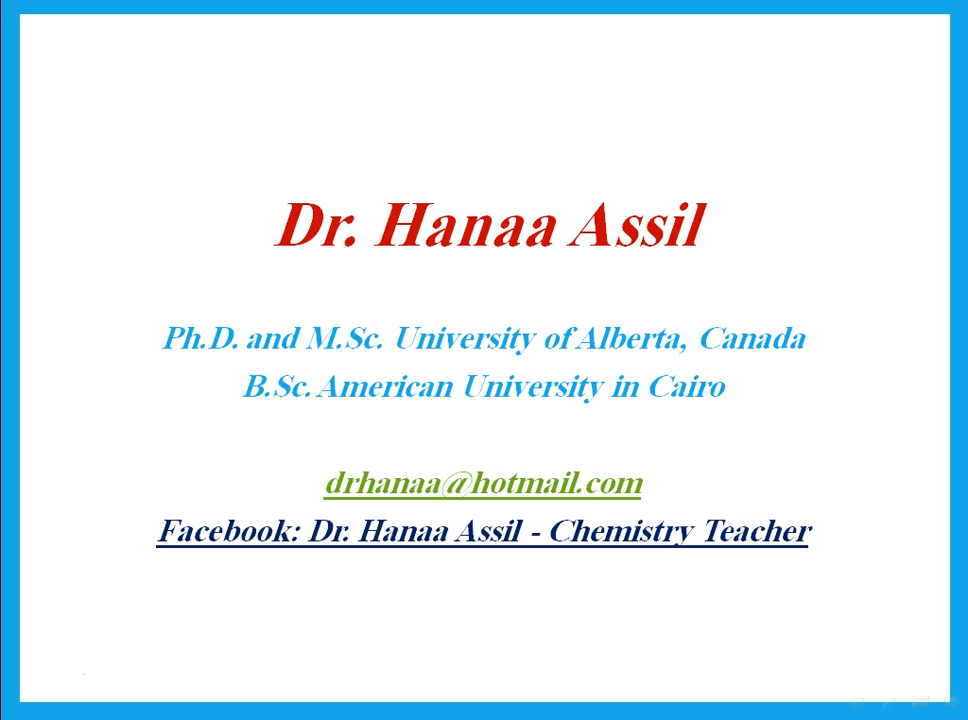 Dr. Hanaa Assil
Ph.D. and M.Sc. University of Alberta, Canada
B.Sc. American University in Cairo
drhanaa@hotmail.com
Facebook: Dr. Hanaa Assil - Chemistry Teacher